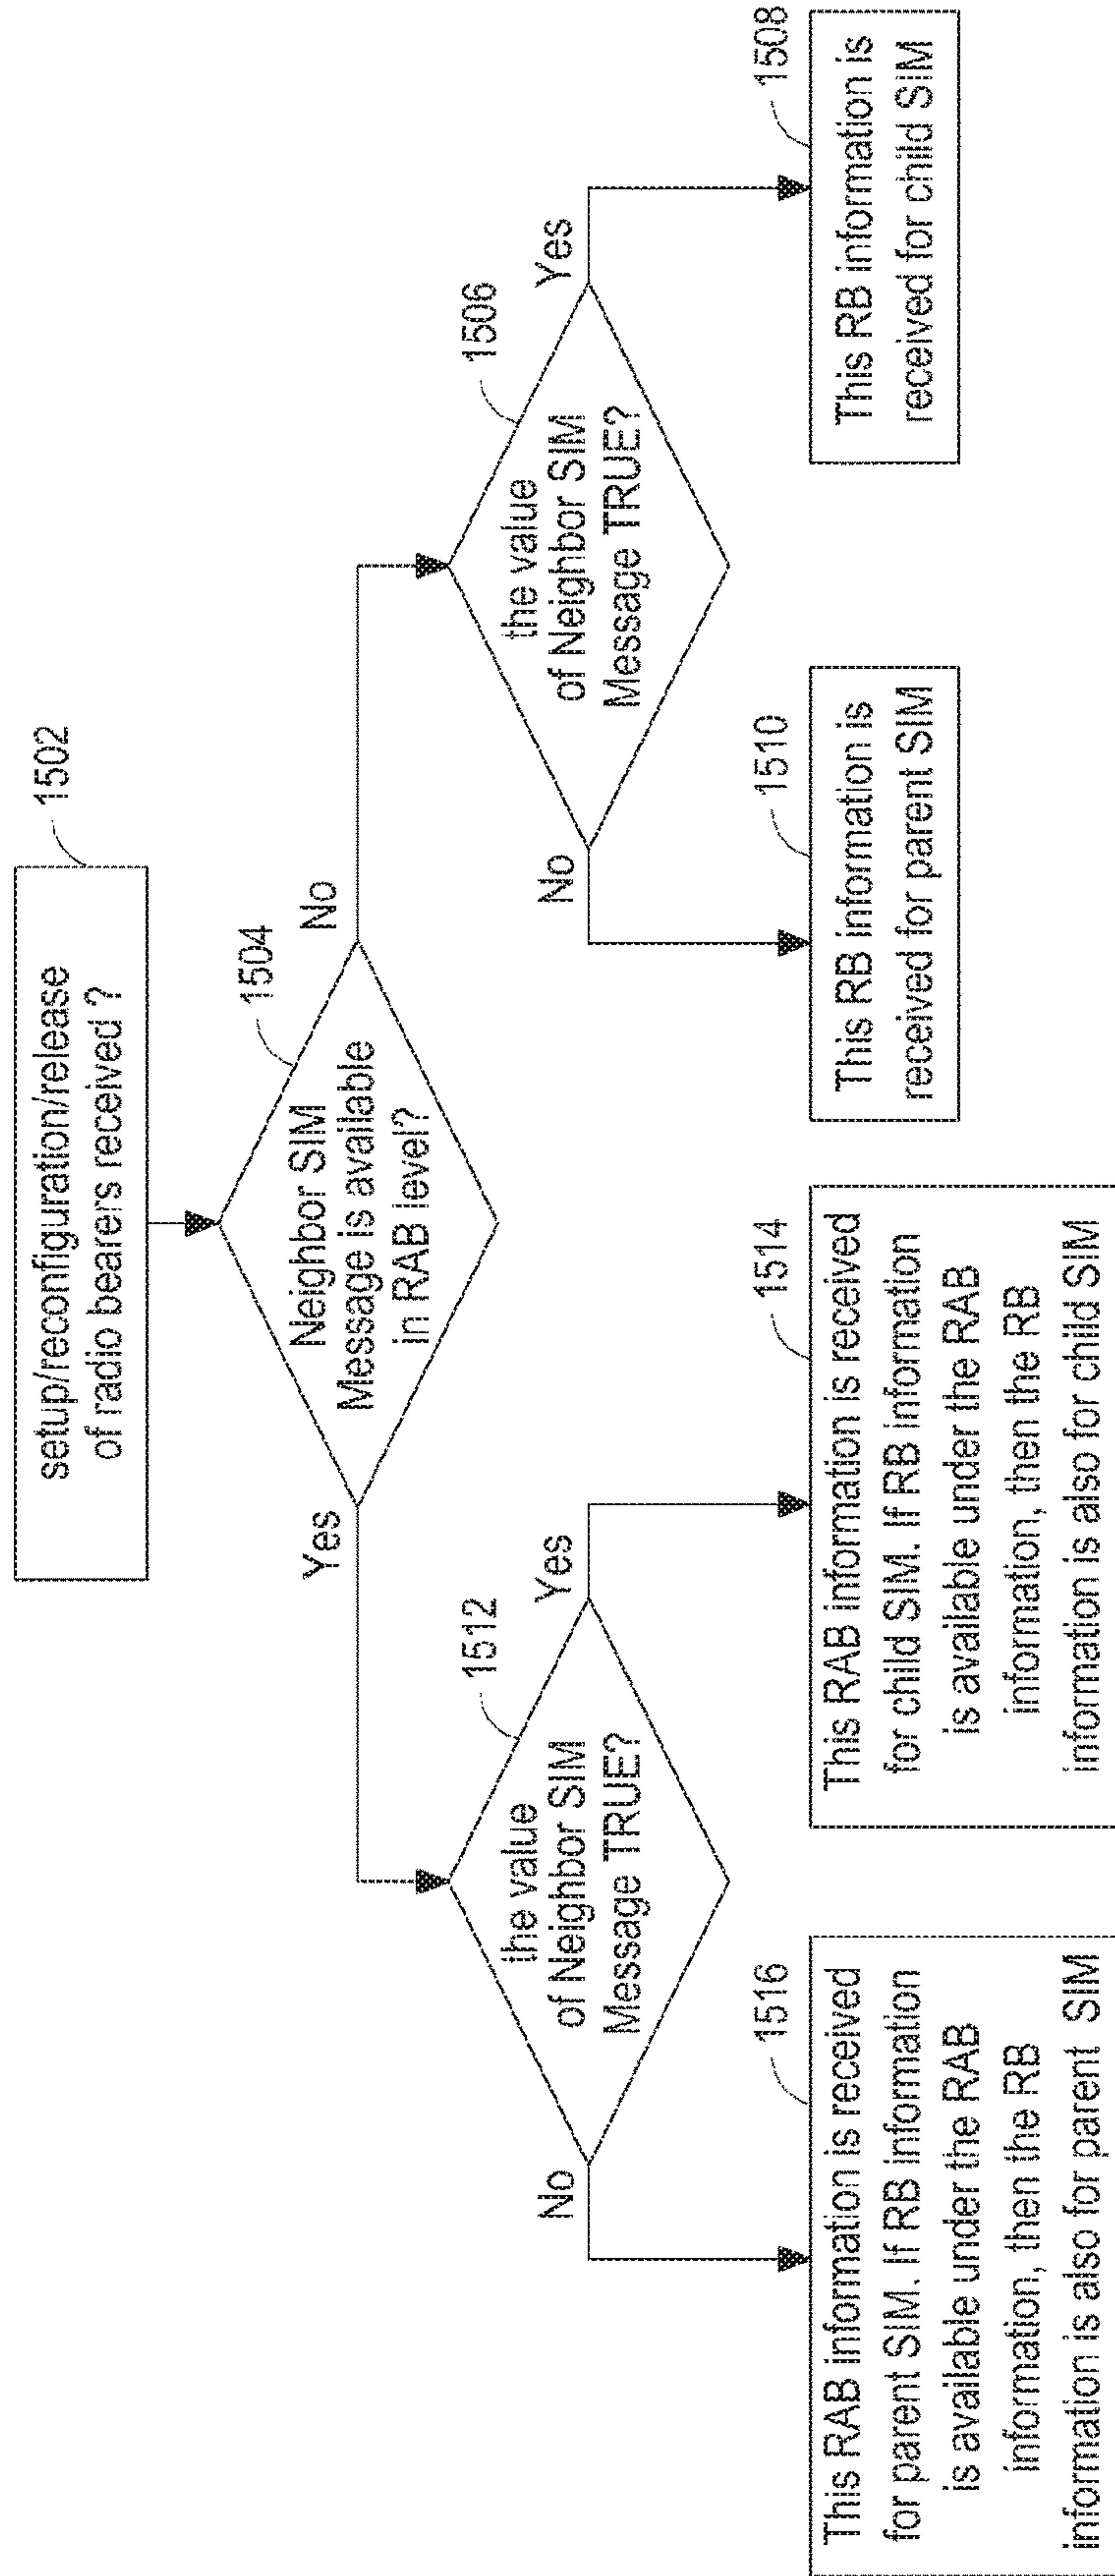 setup/reconfiguration/release
of radio bearers received ?
1502
Neighbor SIM
Message is available
in RAB level?
1504
Yes
No
the value
of Neighbor SIM
Message TRUE?
1512
No
Yes
the value
of Neighbor SIM
Message TRUE?
1506
No
Yes
This RAB information is received
for parent SIM. If RB information
is available under the RAB
information, then the RB
information is also for parent SIM
1516
This RAB information is received
for child SIM. If RB information
is available under the RAB
information, then the RB
information is also for child SIM
1514
This RB information is
received for parent SIM
1510
This RB information is
received for child SIM
1508